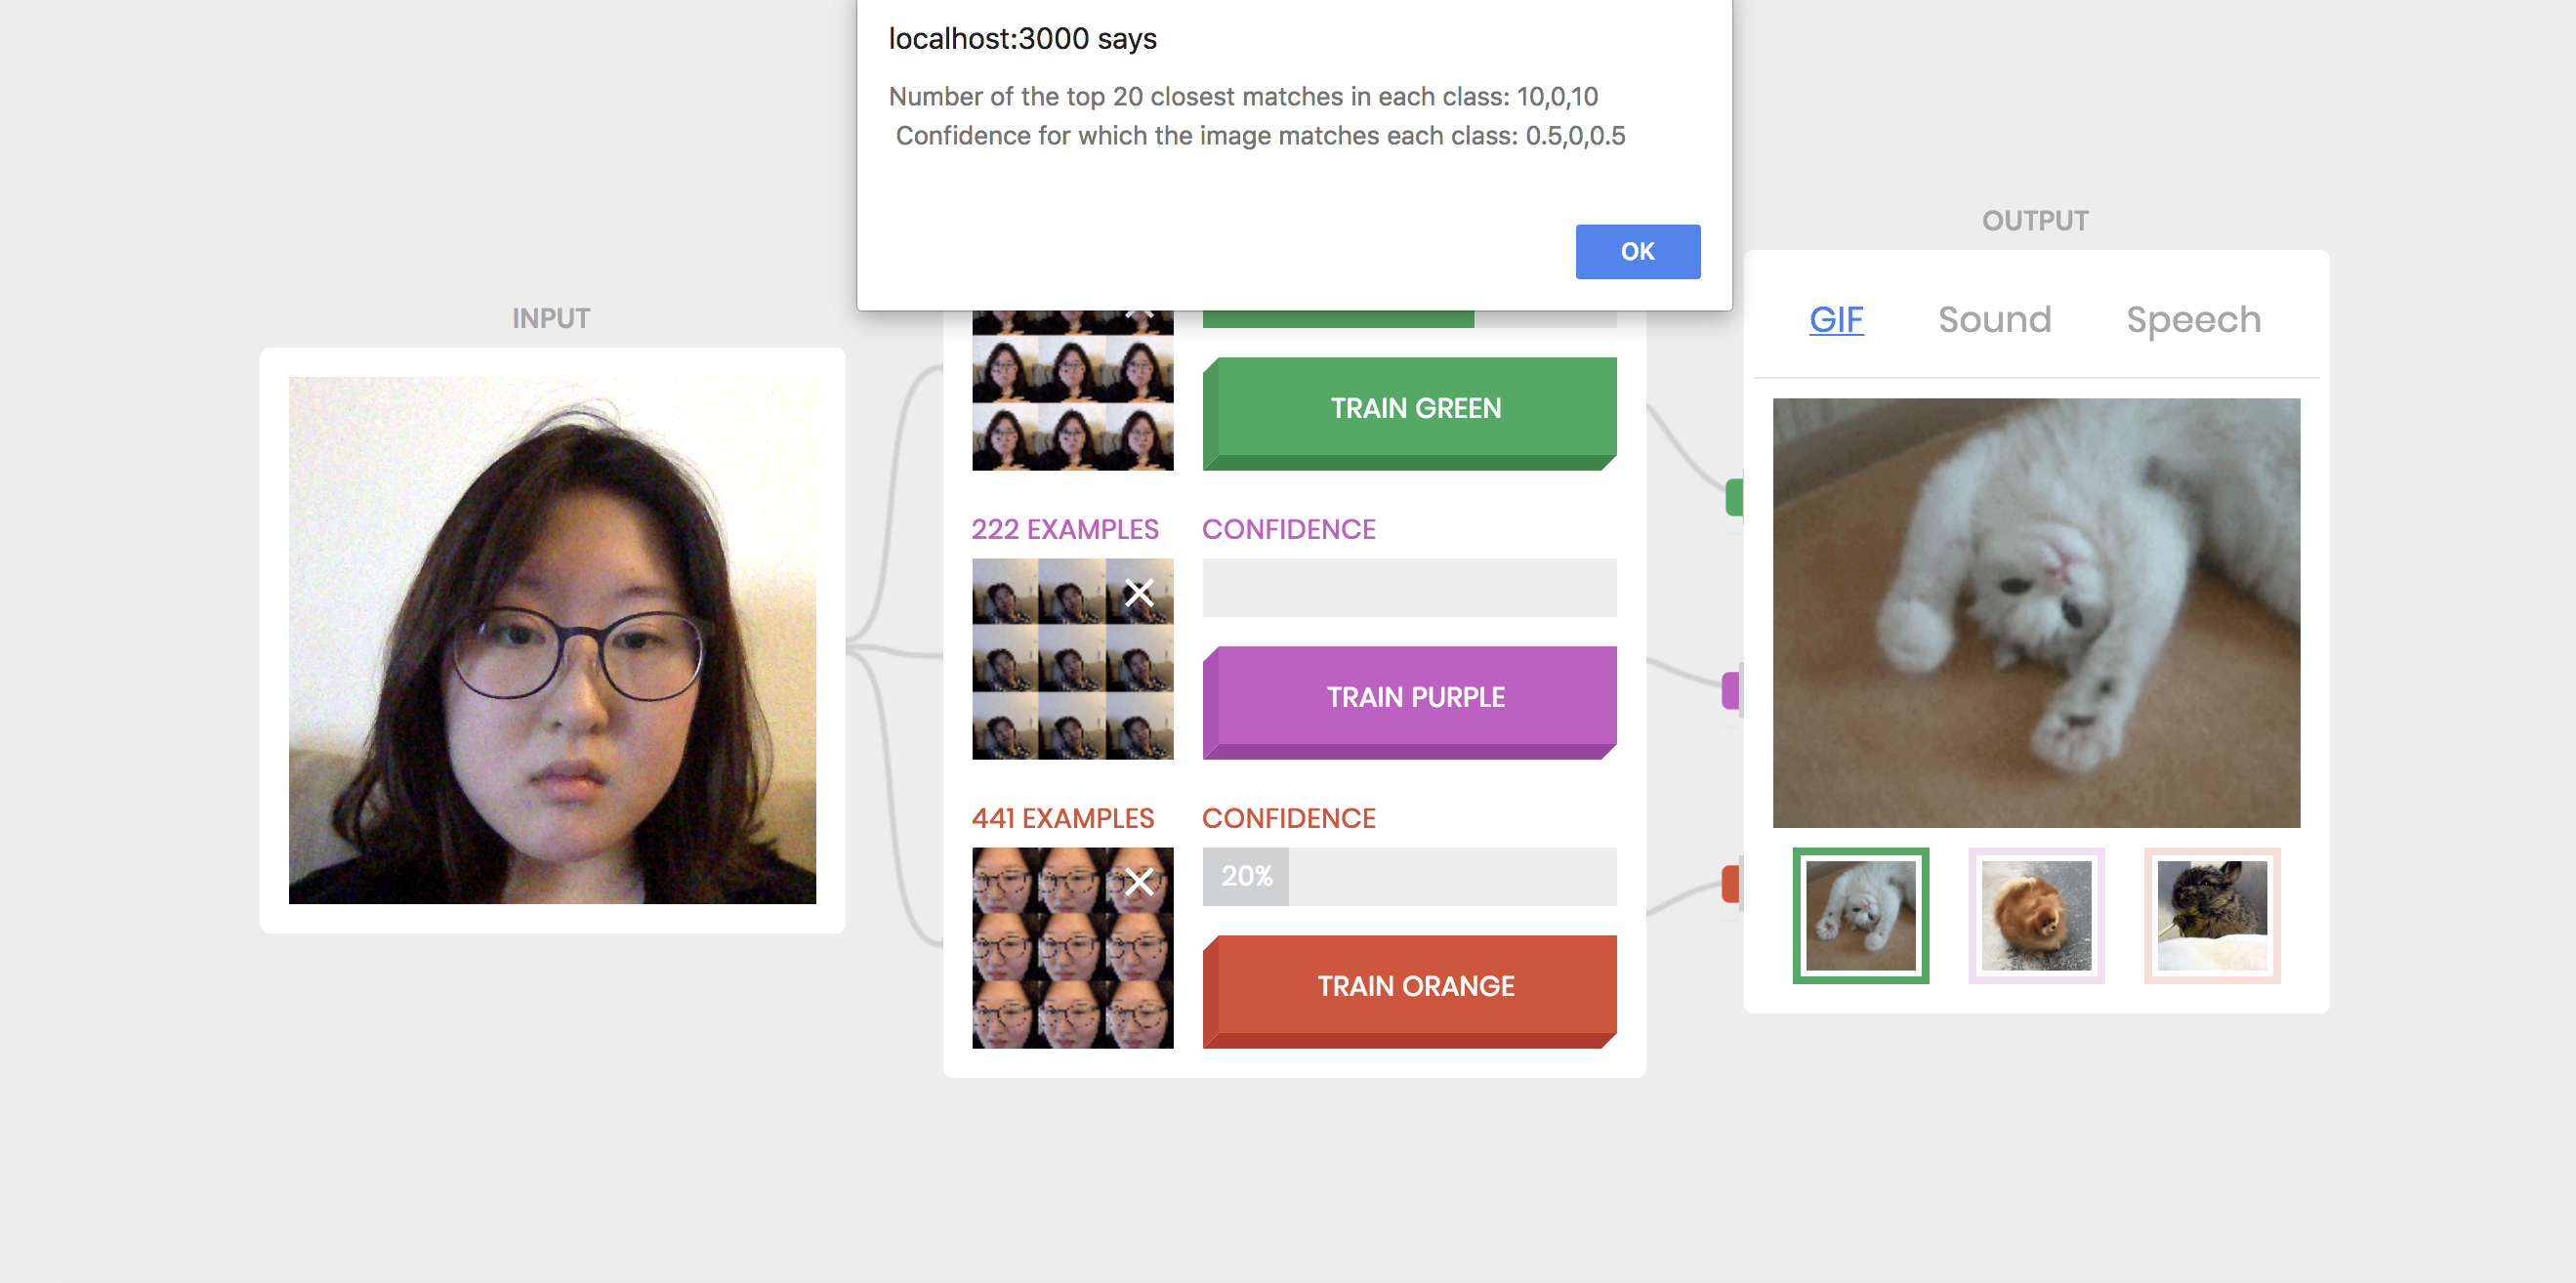 localhost:3000 says
Number of the top 20 closest matches in each class: 10,0,10
Confidence for which the image matches each class: 0.5,0,0.5
OK
INPUT
TRAIN GREEN
222 EXAMPLES
CONFIDENCE
TRAIN PURPLE
441 EXAMPLES
CONFIDENCE
20%
TRAIN ORANGE
OUTPUT
GIF Sound Speech